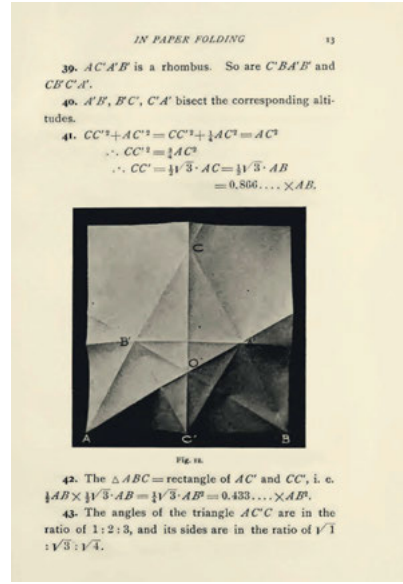 IN PAPER FOLDING 13
39. AC'A'B' is a rhombus. So are C'BA'B' and
CB'C'A'.
40. A'B', B'C', C'A' bisect the corresponding alti-
tudes.
41. CC'² + AC'² = CC'² + ¼AC² = AC²
∴ CC'² = ¾AC²
∴ CC' = ½√3 · AC = ½√3 · AB
= 0.866.... × AB.
C
B' A'
O
A C' B
Fig. 12.
42. The △ ABC = rectangle of AC' and CC', i. e.
½AB × ½√3 · AB = ¼√3 · AB² = 0.433.... × AB².
43. The angles of the triangle AC'C are in the
ratio of 1 : 2 : 3, and its sides are in the ratio of √1
: √3 : √4.